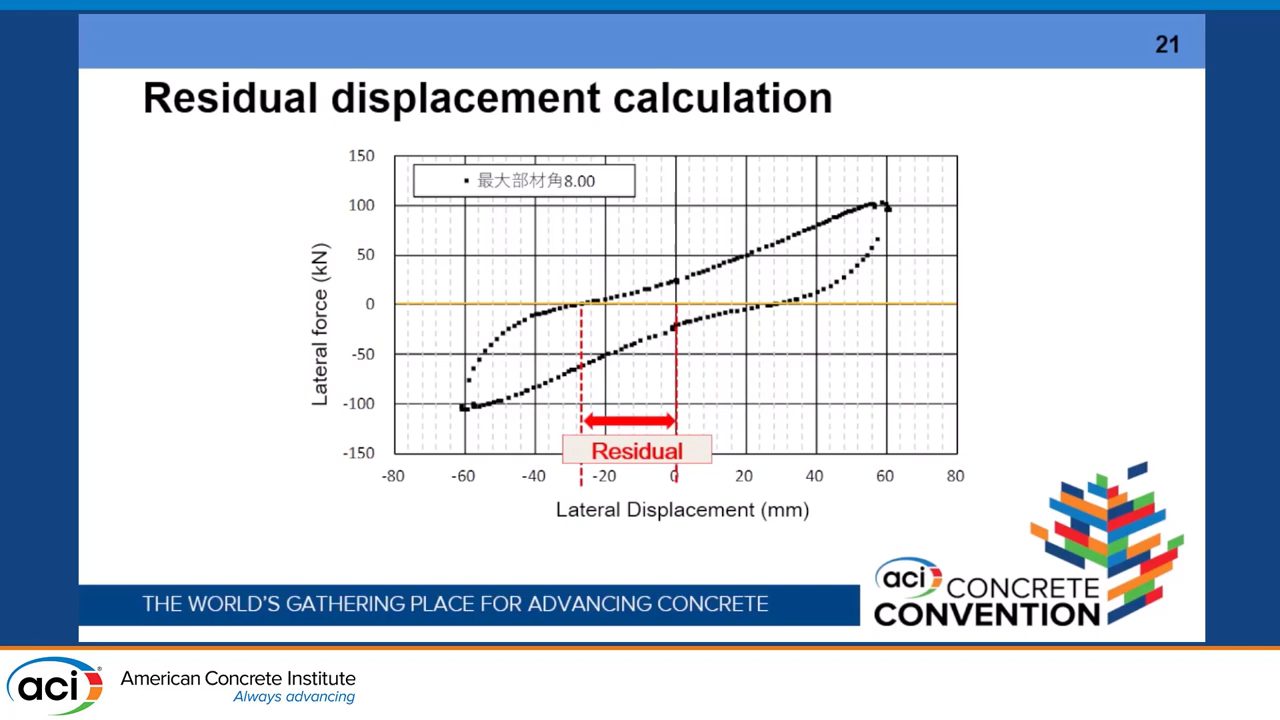 21
Residual displacement calculation
150
100
50
0
-50
-100
-150
最大部材角8.00
Lateral force (kN)
Residual
-80 -60 -40 -20 0 20 40 60 80
Lateral Displacement (mm)
THE WORLD'S GATHERING PLACE FOR ADVANCING CONCRETE
aci CONCRETE
CONVENTION
aci ® American Concrete Institute
Always advancing